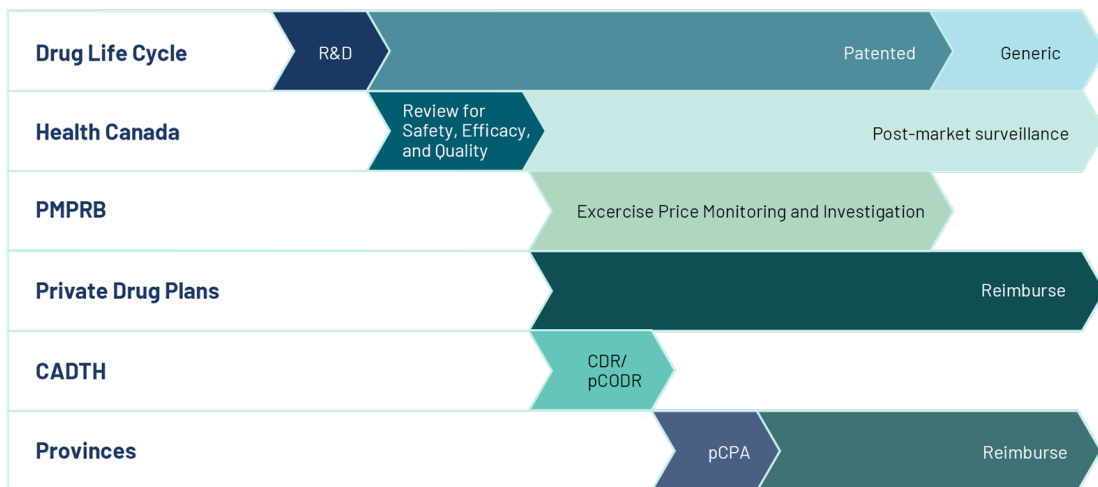 Drug Life Cycle
R&D
Patented
Generic
Health Canada
Review for
Safety, Efficacy,
and Quality
Post-market surveillance
PMPRB
Excercise Price Monitoring and Investigation
Private Drug Plans
Reimburse
CADTH
CDR/
pCODR
Provinces
pCPA
Reimburse